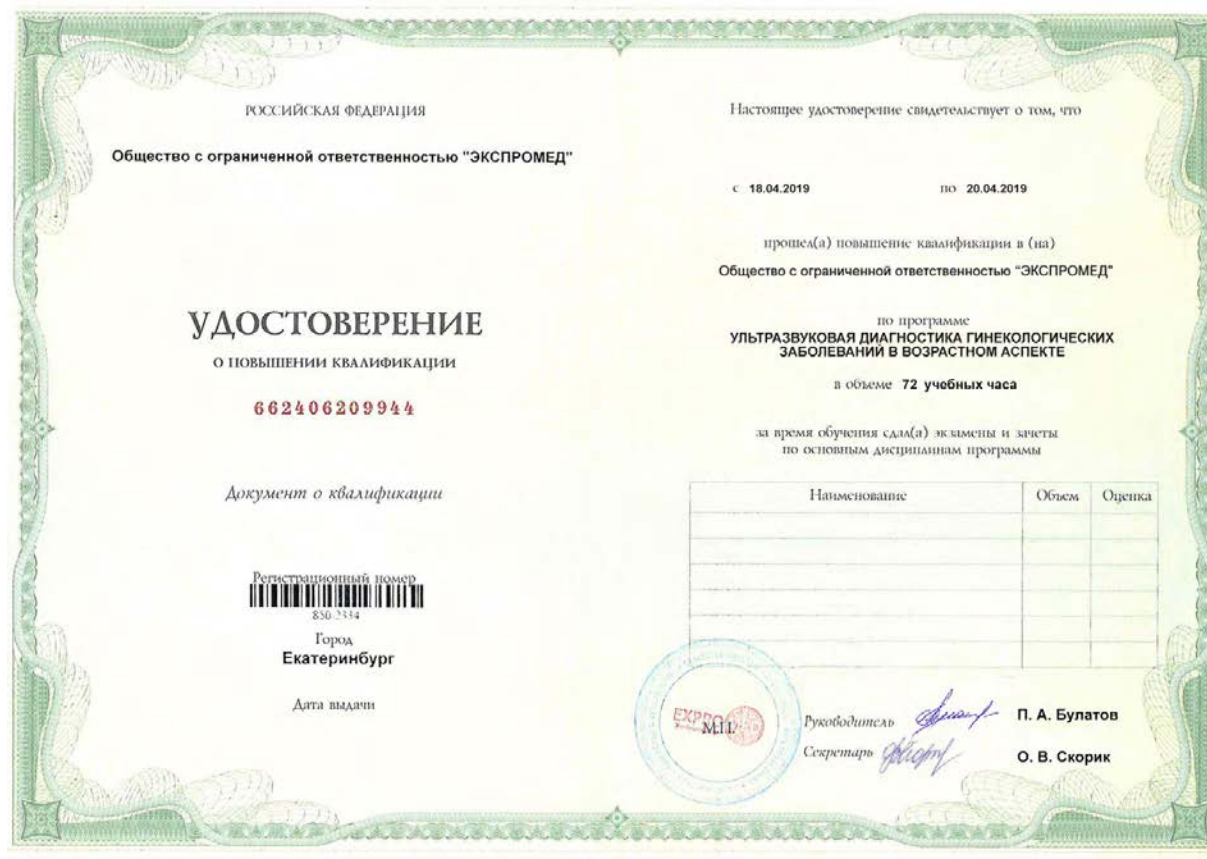 РОССИЙСКАЯ ФЕДЕРАЦИЯ
Общество с ограниченной ответственностью "ЭКСПРОМЕД"
УДОСТОВЕРЕНИЕ
О ПОВЫШЕНИИ КВАЛИФИКАЦИИ
662406209944
Документ о квалификации
Регистрационный номер
850-2334
Город
Екатеринбург
Дата выдачи
Настоящее удостоверение свидетельствует о том, что
с 18.04.2019 по 20.04.2019
прошел(а) повышение квалификации в (на)
Общество с ограниченной ответственностью "ЭКСПРОМЕД"
по программе
УЛЬТРАЗВУКОВАЯ ДИАГНОСТИКА ГИНЕКОЛОГИЧЕСКИХ
ЗАБОЛЕВАНИЙ В ВОЗРАСТНОМ АСПЕКТЕ
в объеме 72 учебных часа
за время обучения сдал(а) экзамены и зачеты
по основным дисциплинам программы
Наименование Объем Оценка
М.П.
Руководитель П. А. Булатов
Секретарь О. В. Скорик